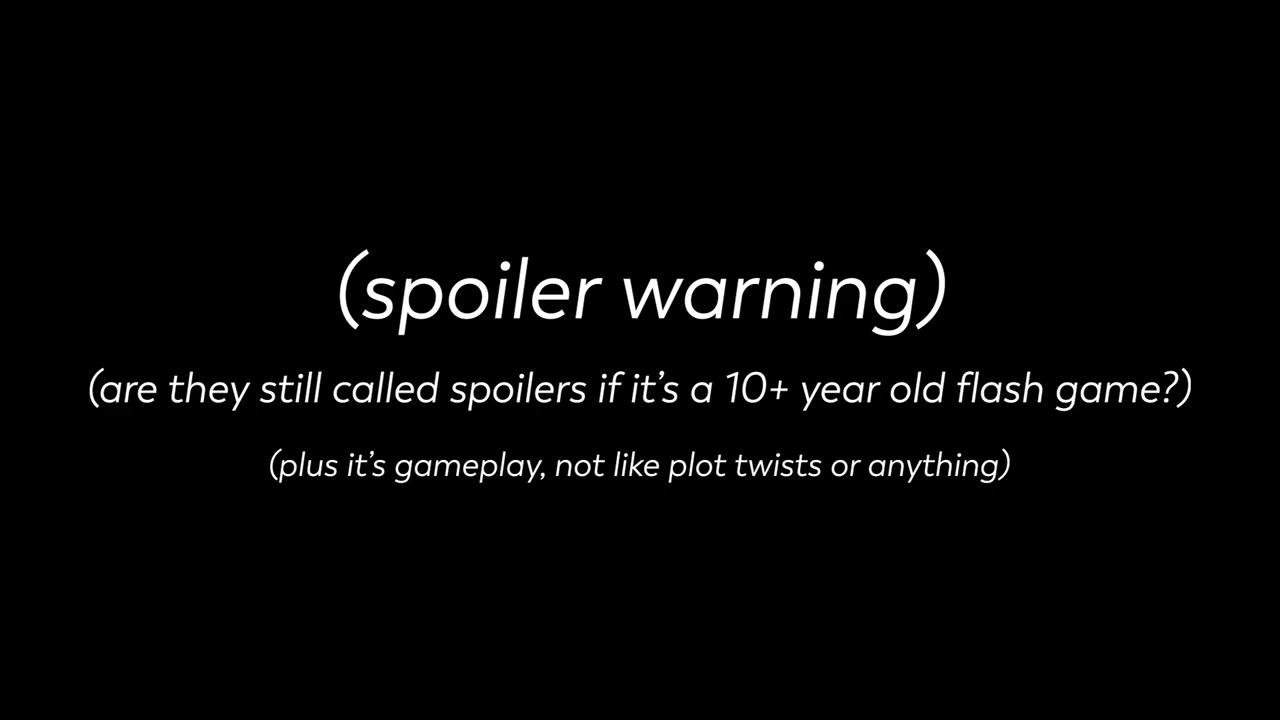 (spoiler warning)
(are they still called spoilers if it’s a 10+ year old flash game?)
(plus it’s gameplay, not like plot twists or anything)